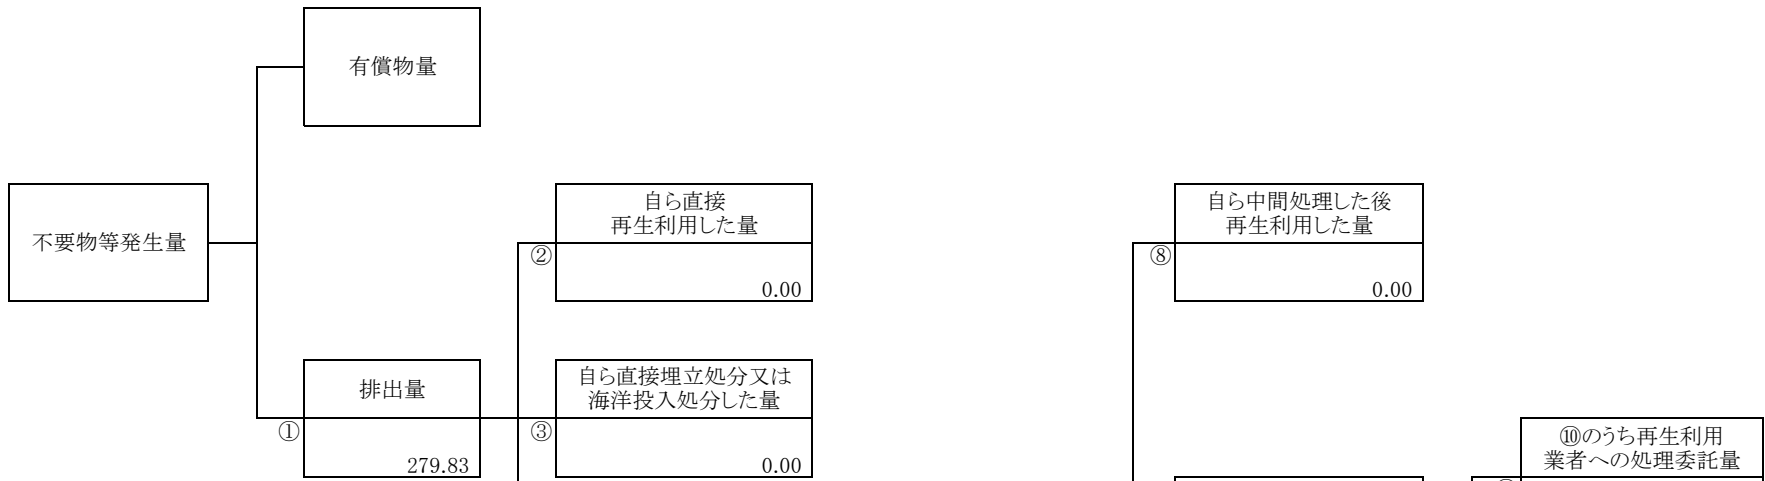 有償物量
不要物等発生量
自ら直接
再生利用した量
②
0.00
自ら中間処理した後
再生利用した量
⑧
0.00
排出量
①
279.83
自ら直接埋立処分又は
海洋投入処分した量
③
0.00
⑩のうち再生利用
業者への処理委託量